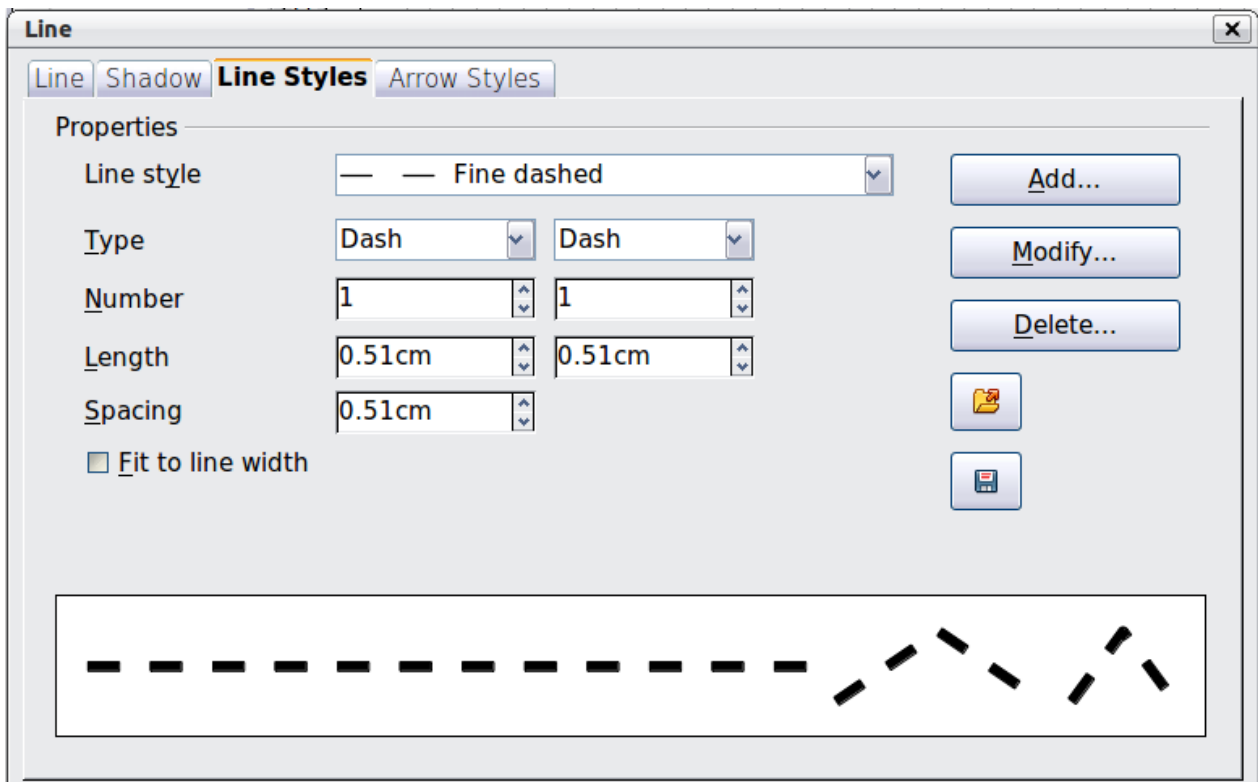 Line
Line Shadow Line Styles Arrow Styles
Properties
Line style Fine dashed Add...
Type Dash Dash Modify...
Number 1 1
Delete...
Length 0.51cm 0.51cm
Spacing 0.51cm
Fit to line width